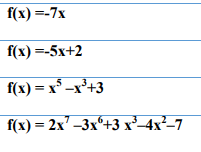 f(x) =-7x
f(x) =-5x+2
f(x) = x⁵ –x³+3
f(x) = 2x⁷ –3x⁶+3 x³–4x²–7